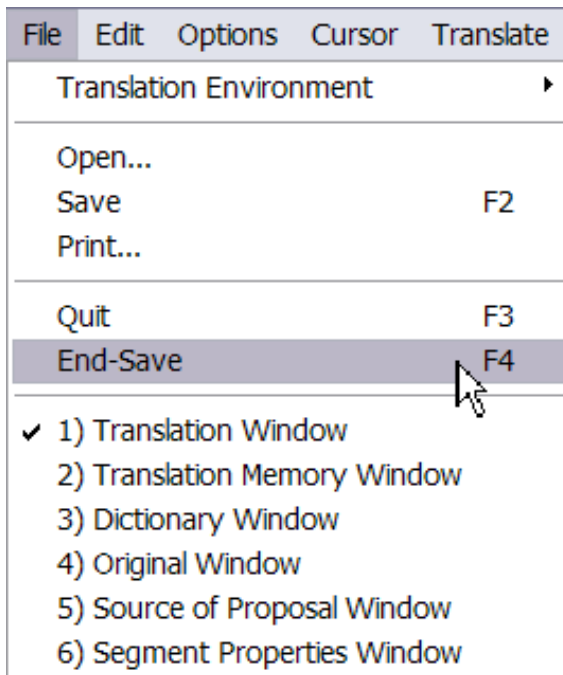 File Edit Options Cursor Translate
Translation Environment
Open...
Save F2
Print...
Quit F3
End-Save F4
1) Translation Window
2) Translation Memory Window
3) Dictionary Window
4) Original Window
5) Source of Proposal Window
6) Segment Properties Window